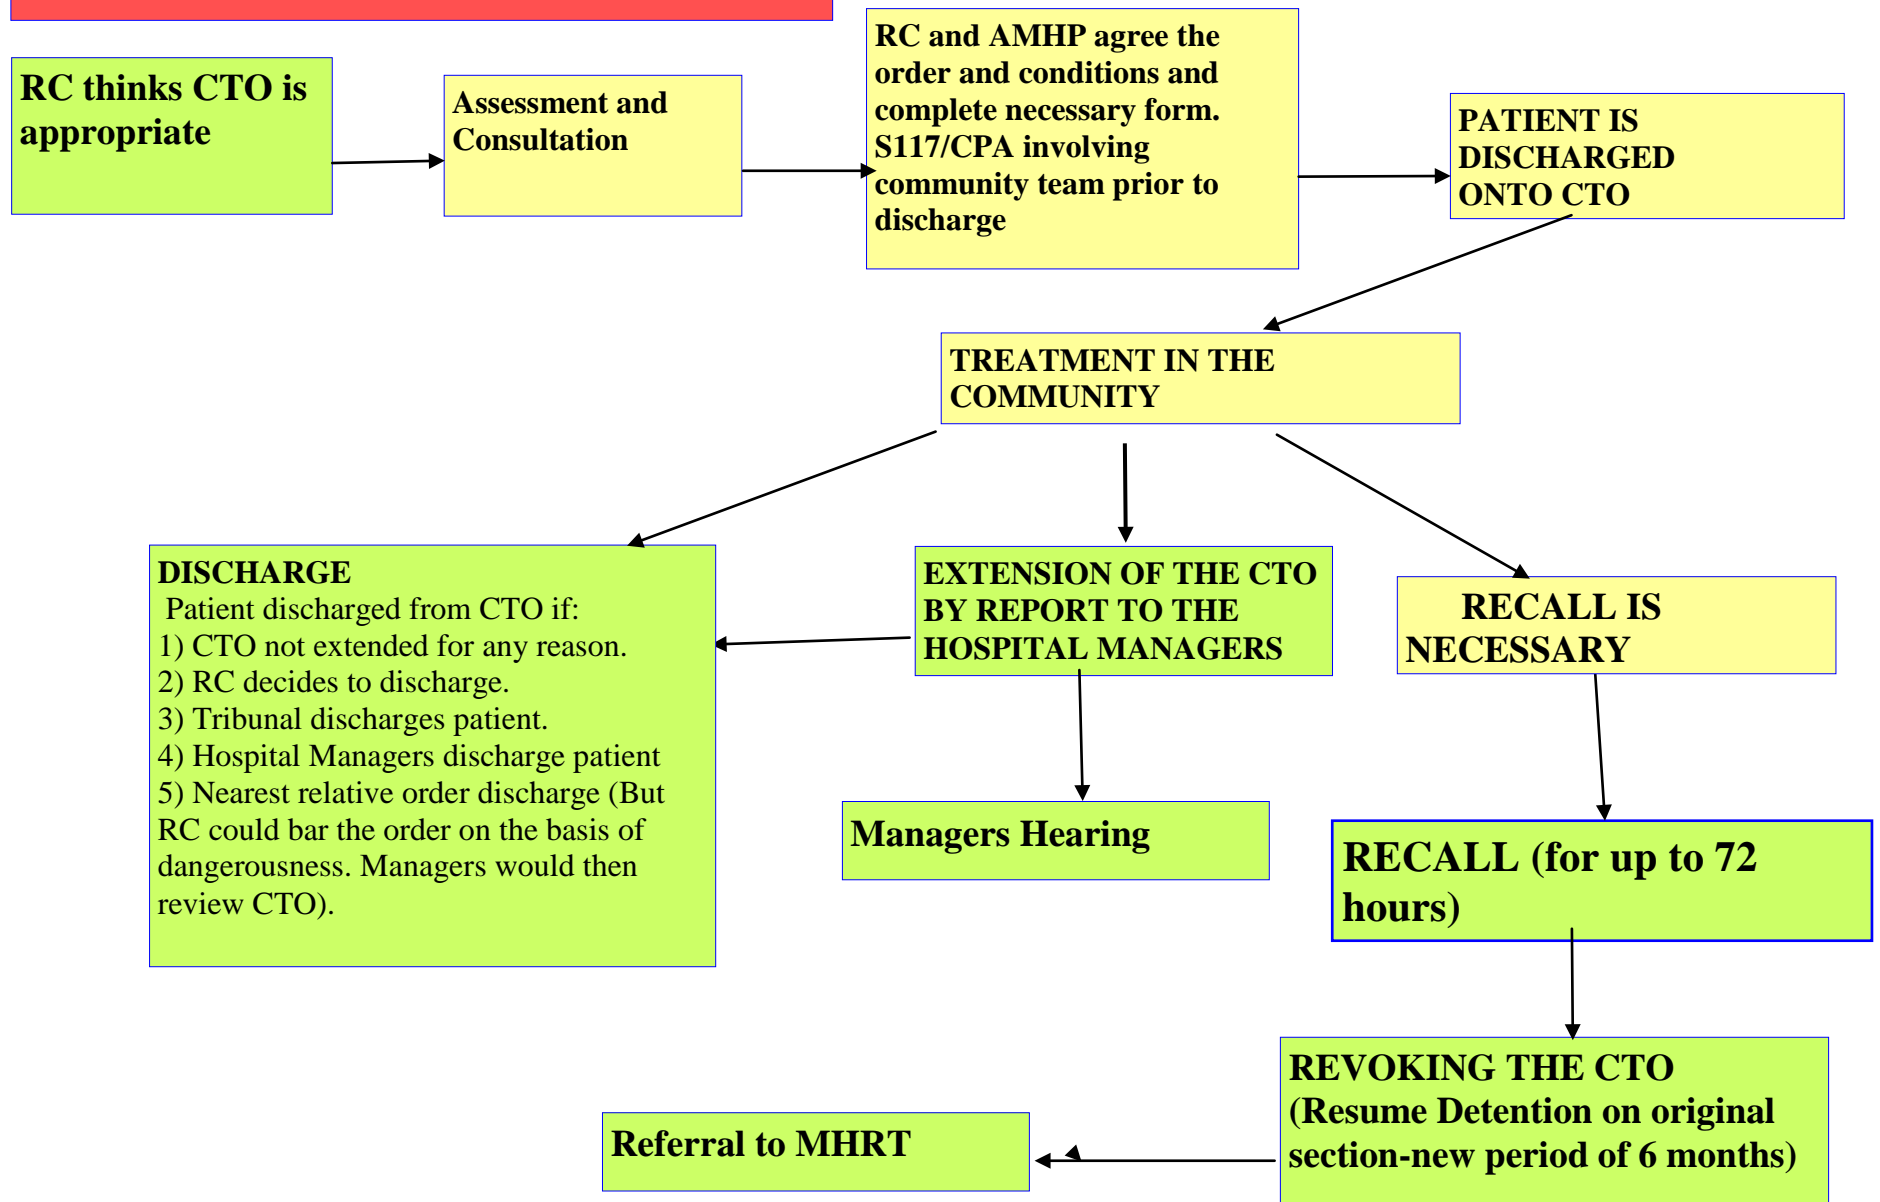 RC thinks CTO is
appropriate
Assessment and
Consultation
RC and AMHP agree the
order and conditions and
complete necessary form.
S117/CPA involving
community team prior to
discharge
PATIENT IS
DISCHARGED
ONTO CTO
TREATMENT IN THE
COMMUNITY
DISCHARGE
Patient discharged from CTO if:
1) CTO not extended for any reason.
2) RC decides to discharge.
3) Tribunal discharges patient.
4) Hospital Managers discharge patient
5) Nearest relative order discharge (But
RC could bar the order on the basis of
dangerousness. Managers would then
review CTO).
EXTENSION OF THE CTO
BY REPORT TO THE
HOSPITAL MANAGERS
RECALL IS
NECESSARY
Managers Hearing
RECALL (for up to 72
hours)
REVOKING THE CTO
(Resume Detention on original
section-new period of 6 months)
Referral to MHRT